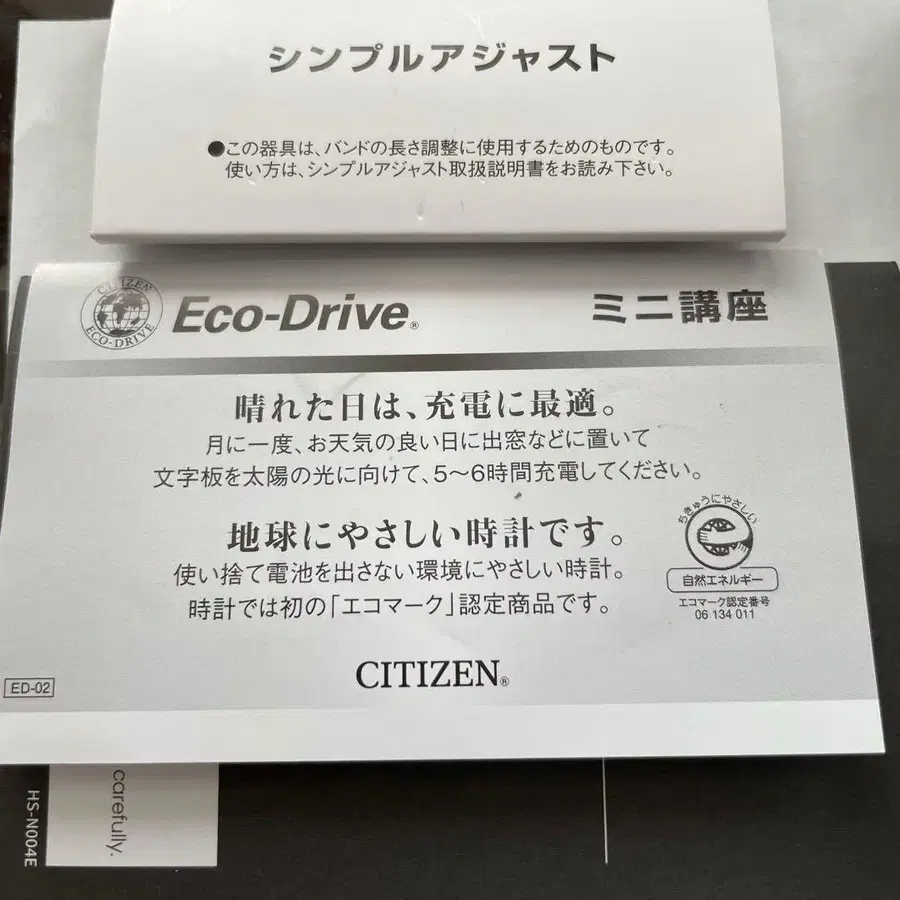 シンプルアジャスト
●この器具は、バンドの長さ調整に使用するためのものです。
使い方は、シンプルアジャスト取扱説明書をお読み下さい。
CITIZEN
ECO-DRIVE
Eco-Drive®
ミニ講座
晴れた日は、充電に最適。
月に一度、お天気の良い日に出窓などに置いて
文字板を太陽の光に向けて、5〜6時間充電してください。
地球にやさしい時計です。
使い捨て電池を出さない環境にやさしい時計。
時計では初の「エコマーク」認定商品です。
ちきゅうにやさしい
自然エネルギー
エコマーク認定番号
06 134 011
CITIZEN®
ED-02
carefully.
HS-N004E